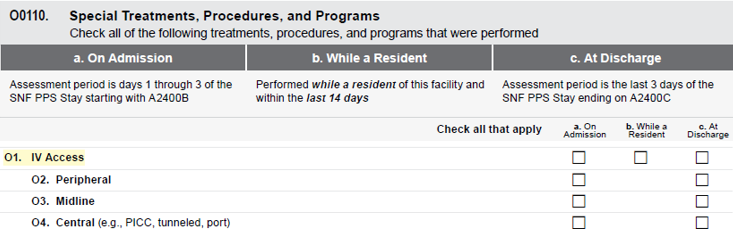 O0110. Special Treatments, Procedures, and Programs
Check all of the following treatments, procedures, and programs that were performed
a. On Admission
b. While a Resident
c. At Discharge
Assessment period is days 1 through 3 of the
SNF PPS Stay starting with A2400B
Performed while a resident of this facility and
within the last 14 days
Assessment period is the last 3 days of the
SNF PPS Stay ending on A2400C
Check all that apply
a. On
Admission
b. While a
Resident
c. At
Discharge
O1. IV Access
O2. Peripheral
O3. Midline
O4. Central (e.g., PICC, tunneled, port)